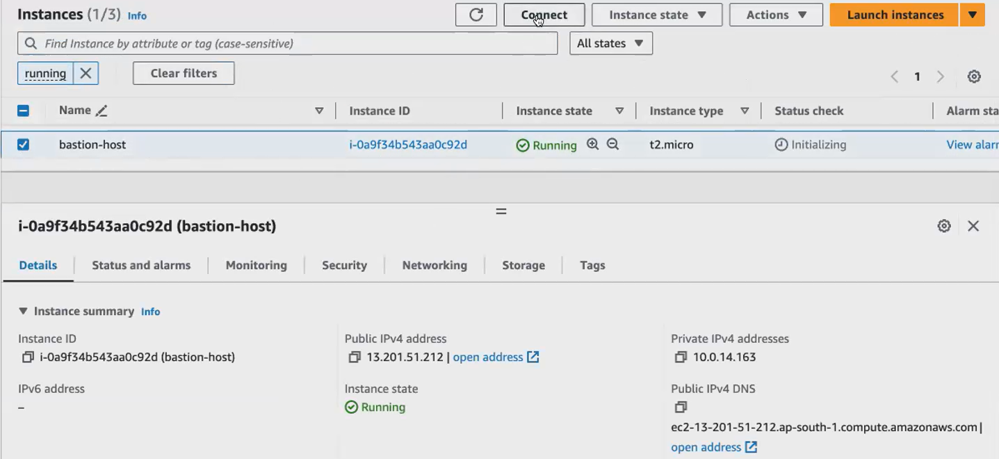 Instances (1/3) Info Connect Instance state Actions Launch instances
Find Instance by attribute or tag (case-sensitive) All states
running Clear filters 1
Name Instance ID Instance state Instance type Status check Alarm sta
bastion-host i-0a9f34b543aa0c92d Running t2.micro Initializing View alarr
i-0a9f34b543aa0c92d (bastion-host)
Details Status and alarms Monitoring Security Networking Storage Tags
Instance summary Info
Instance ID Public IPv4 address Private IPv4 addresses
i-0a9f34b543aa0c92d (bastion-host) 13.201.51.212 | open address 10.0.14.163
IPv6 address Instance state Public IPv4 DNS
– Running
ec2-13-201-51-212.ap-south-1.compute.amazonaws.com |
open address